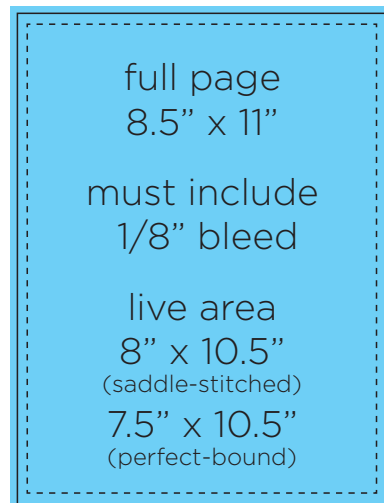 full page
8.5” x 11”
must include
1/8” bleed
live area
8” x 10.5”
(saddle-stitched)
7.5” x 10.5”
(perfect-bound)